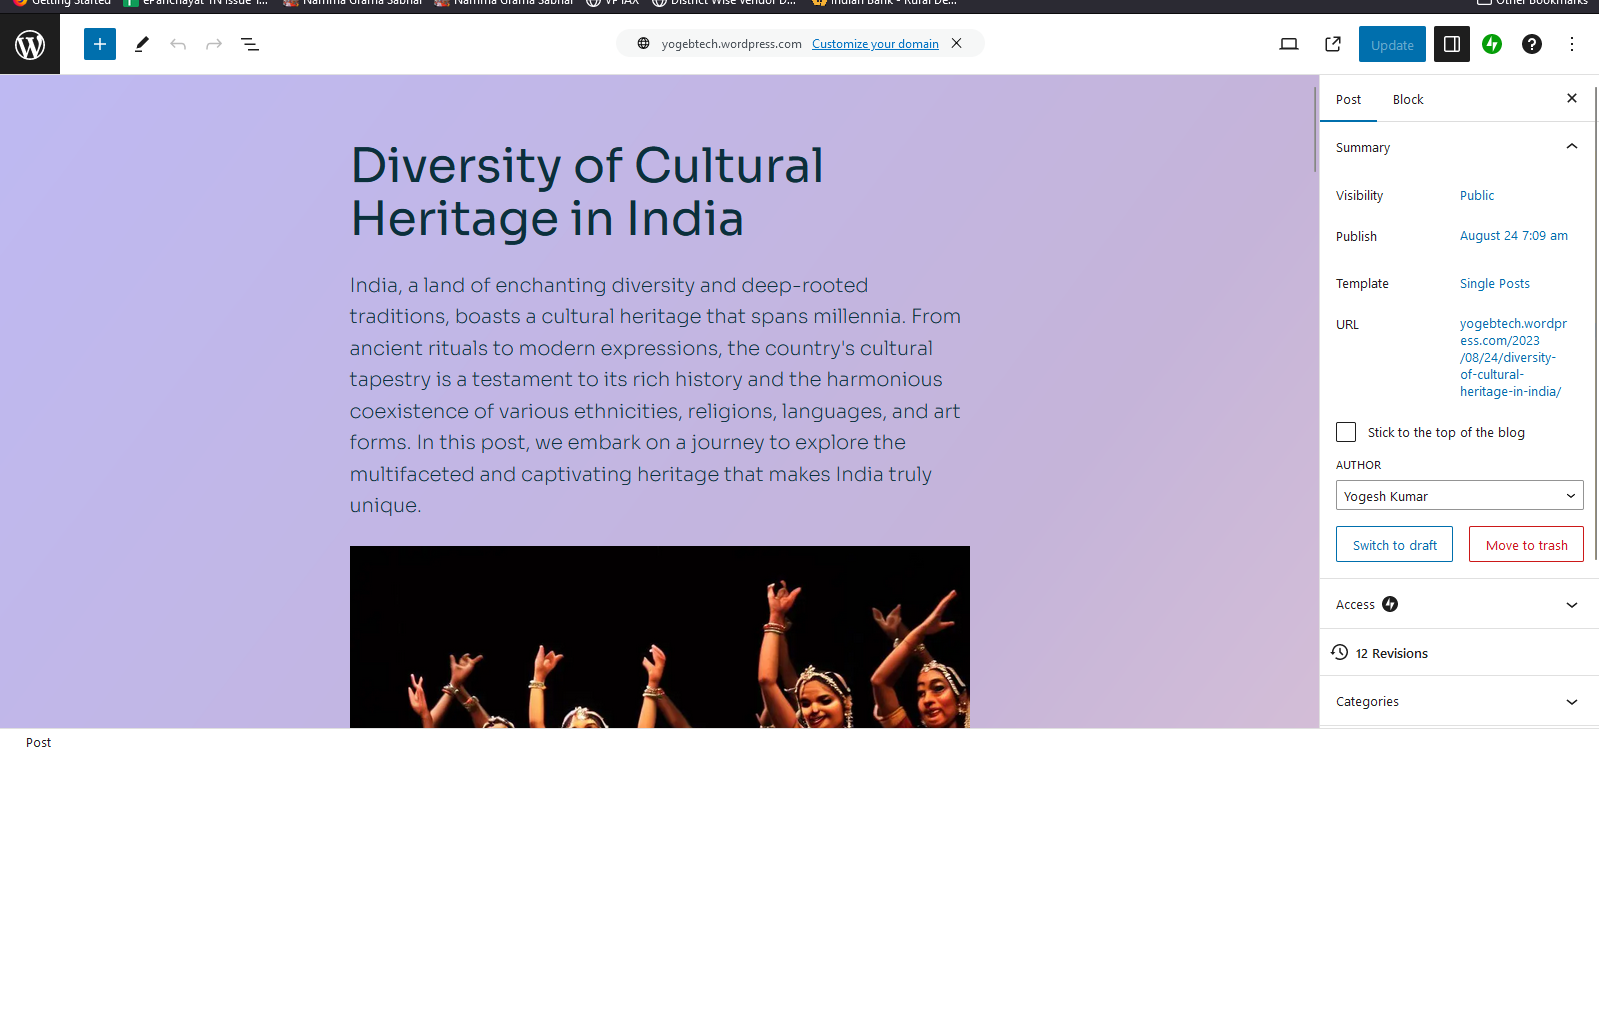 Getting Started
ePanchayat TN Issue T...
Namma Grama Sabhai
Namma Grama Sabhai
VPTAX
District Wise Vendor D...
Indian Bank - Rural De...
Other Bookmarks
yogebtech.wordpress.com Customize your domain
Update
Diversity of Cultural
Heritage in India
India, a land of enchanting diversity and deep-rooted
traditions, boasts a cultural heritage that spans millennia. From
ancient rituals to modern expressions, the country's cultural
tapestry is a testament to its rich history and the harmonious
coexistence of various ethnicities, religions, languages, and art
forms. In this post, we embark on a journey to explore the
multifaceted and captivating heritage that makes India truly
unique.
Post Block
Summary
Visibility Public
Publish August 24 7:09 am
Template Single Posts
URL yogebtech.wordpr
ess.com/2023
/08/24/diversity-
of-cultural-
heritage-in-india/
Stick to the top of the blog
AUTHOR
Yogesh Kumar
Switch to draft Move to trash
Access
12 Revisions
Categories
Post